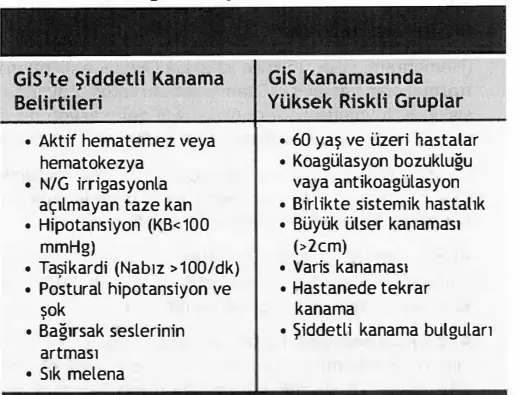 GİS'te Şiddetli Kanama
Belirtileri
• Aktif hematemez veya
hematokezya
• N/G irrigasyonla
açılmayan taze kan
• Hipotansiyon (KB<100
mmHg)
• Taşikardi (Nabız >100/dk)
• Postural hipotansiyon ve
şok
• Bağırsak seslerinin
artması
• Sık melena
GİS Kanamasında
Yüksek Riskli Gruplar
• 60 yaş ve üzeri hastalar
• Koagülasyon bozukluğu
vaya antikoagülasyon
• Birlikte sistemik hastalık
• Büyük ülser kanaması
(>2cm)
• Varis kanaması
• Hastanede tekrar
kanama
• Şiddetli kanama bulguları